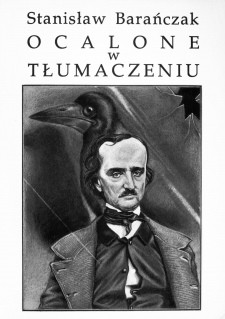 Stanisław Barańczak
OCALONE
w
TŁUMACZENIU